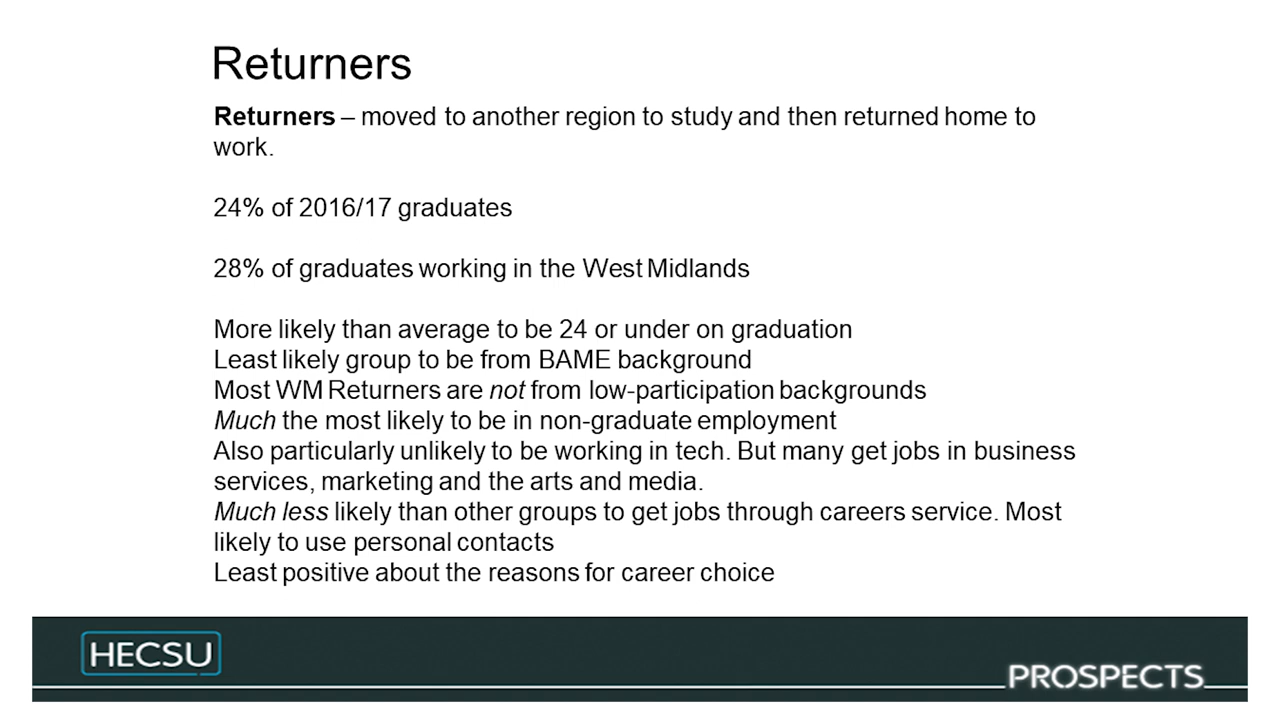 Returners
Returners – moved to another region to study and then returned home to
work.
24% of 2016/17 graduates
28% of graduates working in the West Midlands
More likely than average to be 24 or under on graduation
Least likely group to be from BAME background
Most WM Returners are not from low-participation backgrounds
Much the most likely to be in non-graduate employment
Also particularly unlikely to be working in tech. But many get jobs in business
services, marketing and the arts and media.
Much less likely than other groups to get jobs through careers service. Most
likely to use personal contacts
Least positive about the reasons for career choice
HECSU
PROSPECTS